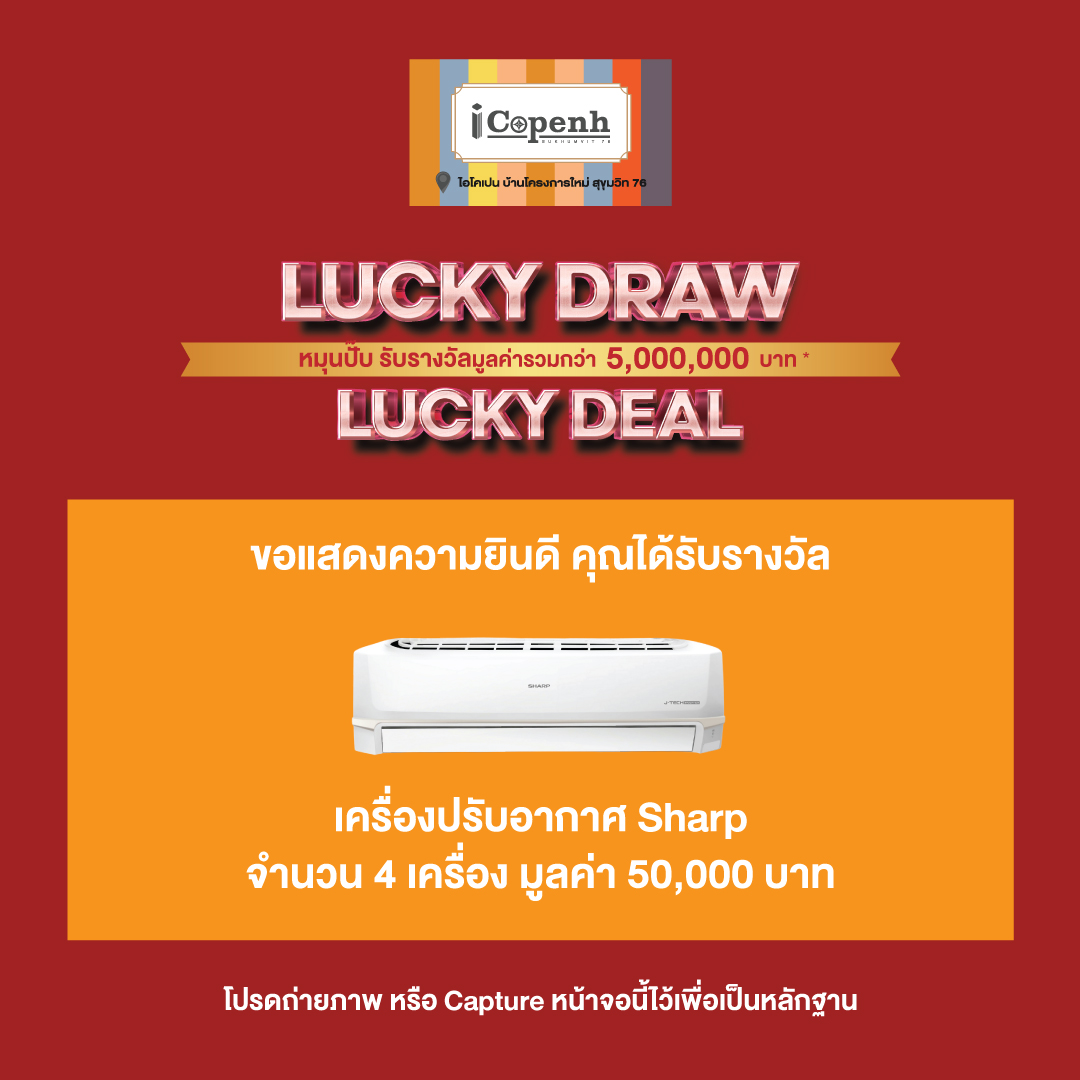 iCopenh
SUKHUMVIT 76
ไอโคเปน บ้านโครงการใหม่ สุขุมวิท 76
LUCKY DRAW
หมุนปั๊บ รับรางวัลมูลค่ารวมกว่า 5,000,000 บาท *
LUCKY DEAL
ขอแสดงความยินดี คุณได้รับรางวัล
SHARP
J-TECH
เครื่องปรับอากาศ Sharp
จำนวน 4 เครื่อง มูลค่า 50,000 บาท
โปรดถ่ายภาพ หรือ Capture หน้าจอนี้ไว้เพื่อเป็นหลักฐาน